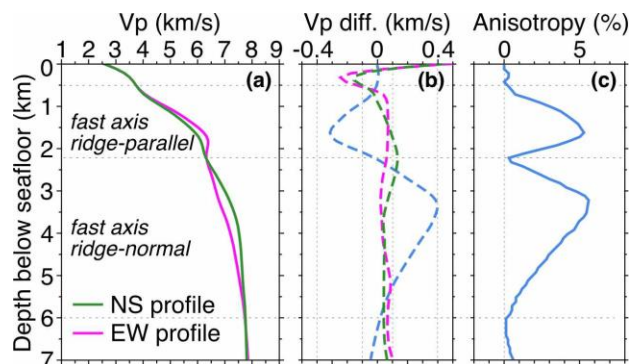 Vp (km/s)
Vp diff. (km/s)
Anisotropy (%)
1 2 3 4 5 6 7 8 9
-0.4 0 0.4
0 5
0
1
2
3
4
5
6
7
Depth below seafloor (km)
(a)
(b)
(c)
fast axis
ridge-parallel
fast axis
ridge-normal
NS profile
EW profile